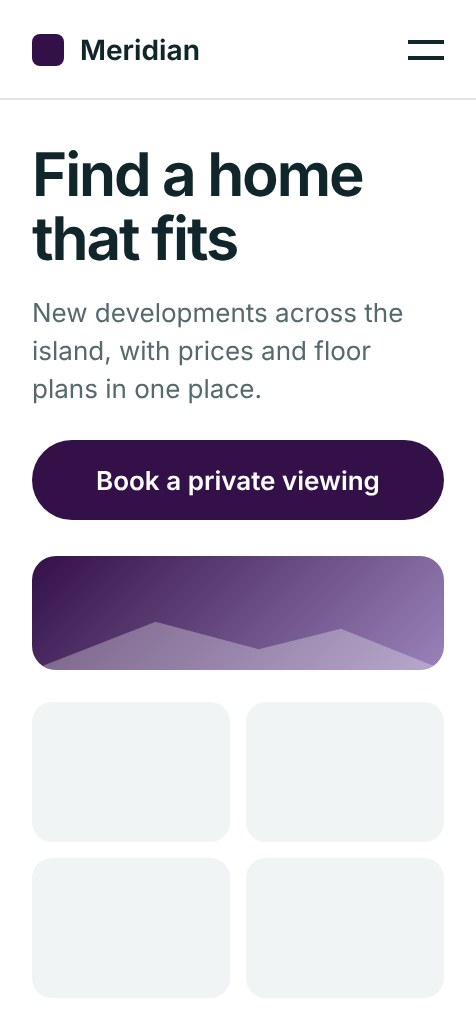 Meridian
Find a home
that fits
New developments across the
island, with prices and floor
plans in one place.
Book a private viewing